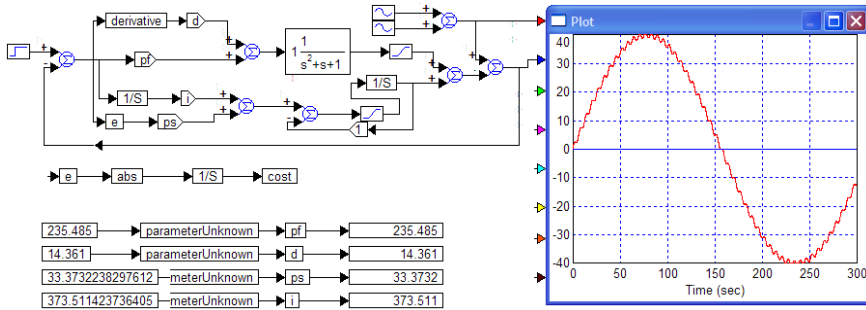 Plot
derivative
d
pf
1/S
i
e
ps
1
1
s²+s+1
1/S
1
+
-
+
+
+
+
+
-
+
+
+
+
+
-
e
abs
1/S
cost
235.485
parameterUnknown
pf
235.485
14.361
parameterUnknown
d
14.361
33.3732238297612
meterUnknown
ps
33.3732
373.511423736405
meterUnknown
i
373.511
40
30
20
10
0
-10
-20
-30
-40
0
50
100
150
200
250
300
Time (sec)